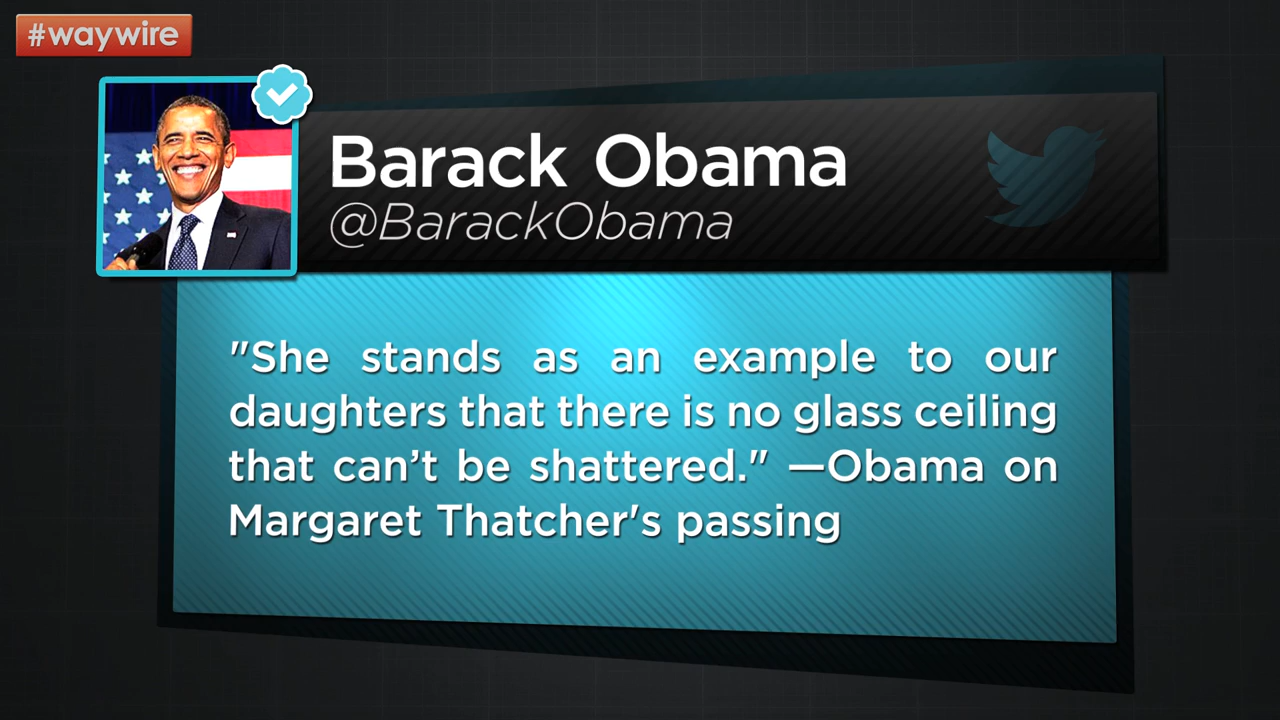 #waywire
Barack Obama
@BarackObama
"She stands as an example to our
daughters that there is no glass ceiling
that can’t be shattered." —Obama on
Margaret Thatcher's passing